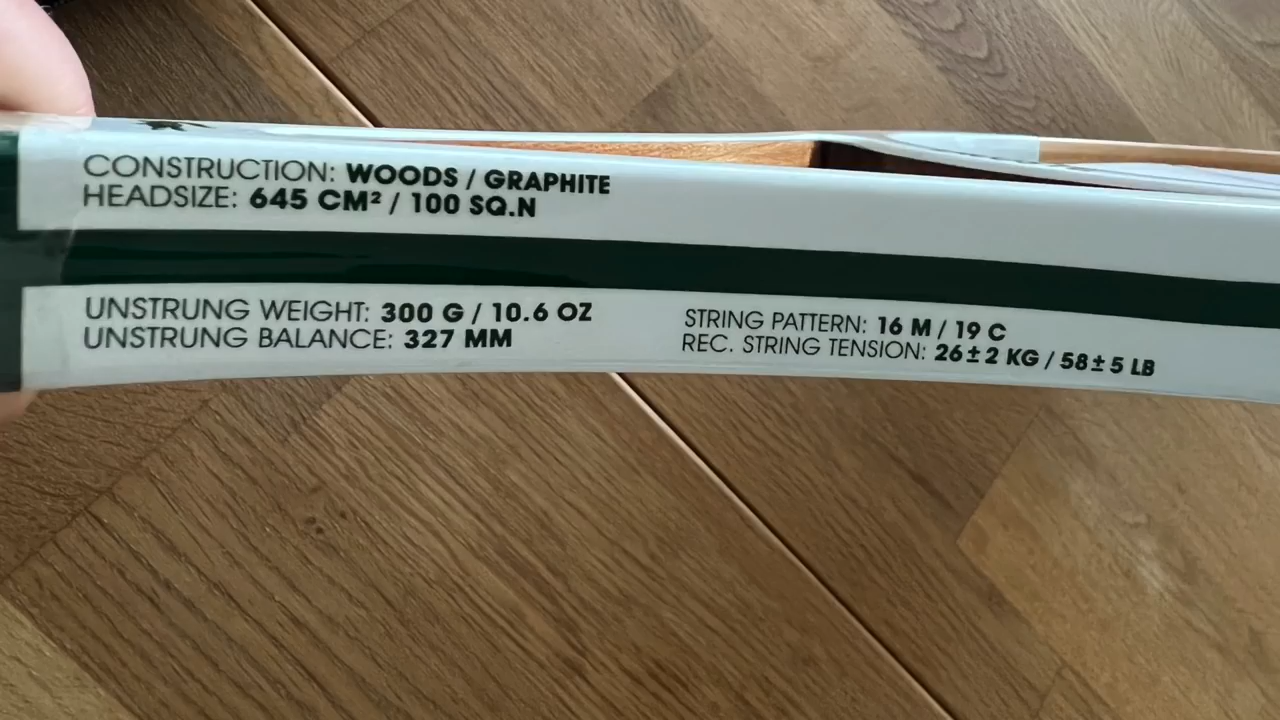 CONSTRUCTION: WOODS / GRAPHITE
HEADSIZE: 645 CM² / 100 SQ.N
UNSTRUNG WEIGHT: 300 G / 10.6 OZ
UNSTRUNG BALANCE: 327 MM
STRING PATTERN: 16 M / 19 C
REC. STRING TENSION: 26±2 KG / 58±5 LB